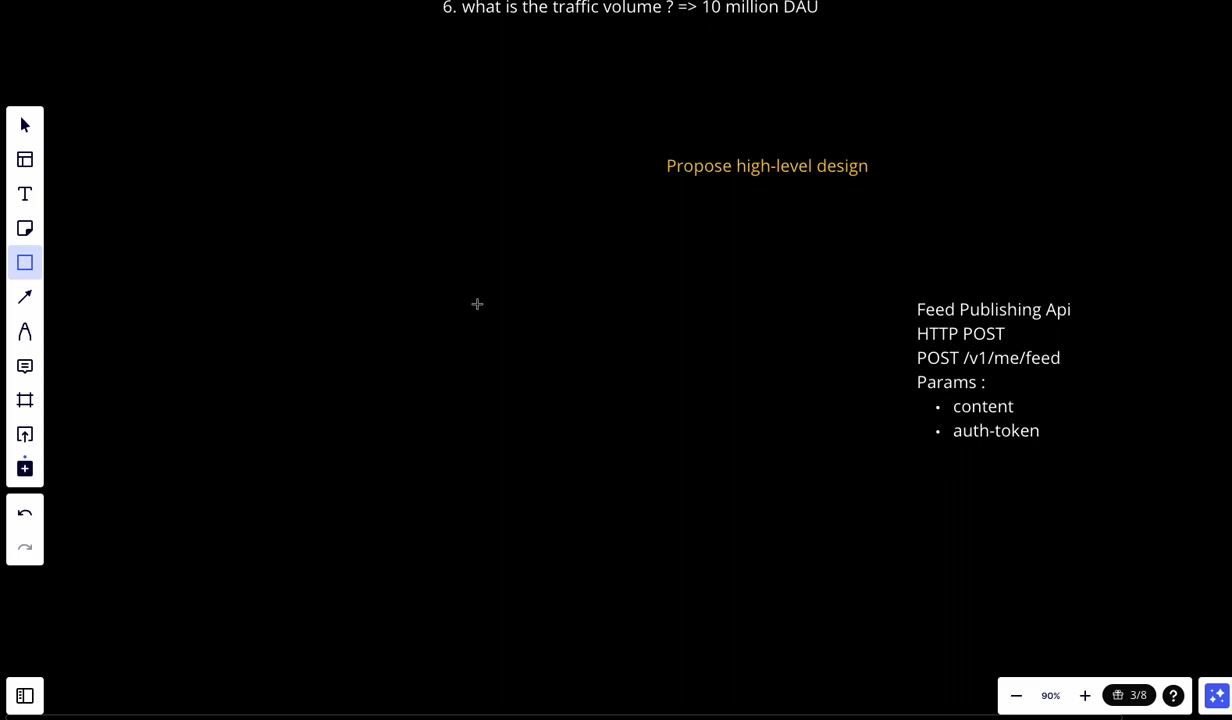 6. what is the traffic volume ? => 10 million DAU
Propose high-level design
Feed Publishing Api
HTTP POST
POST /v1/me/feed
Params :
• content
• auth-token
90%
3/8